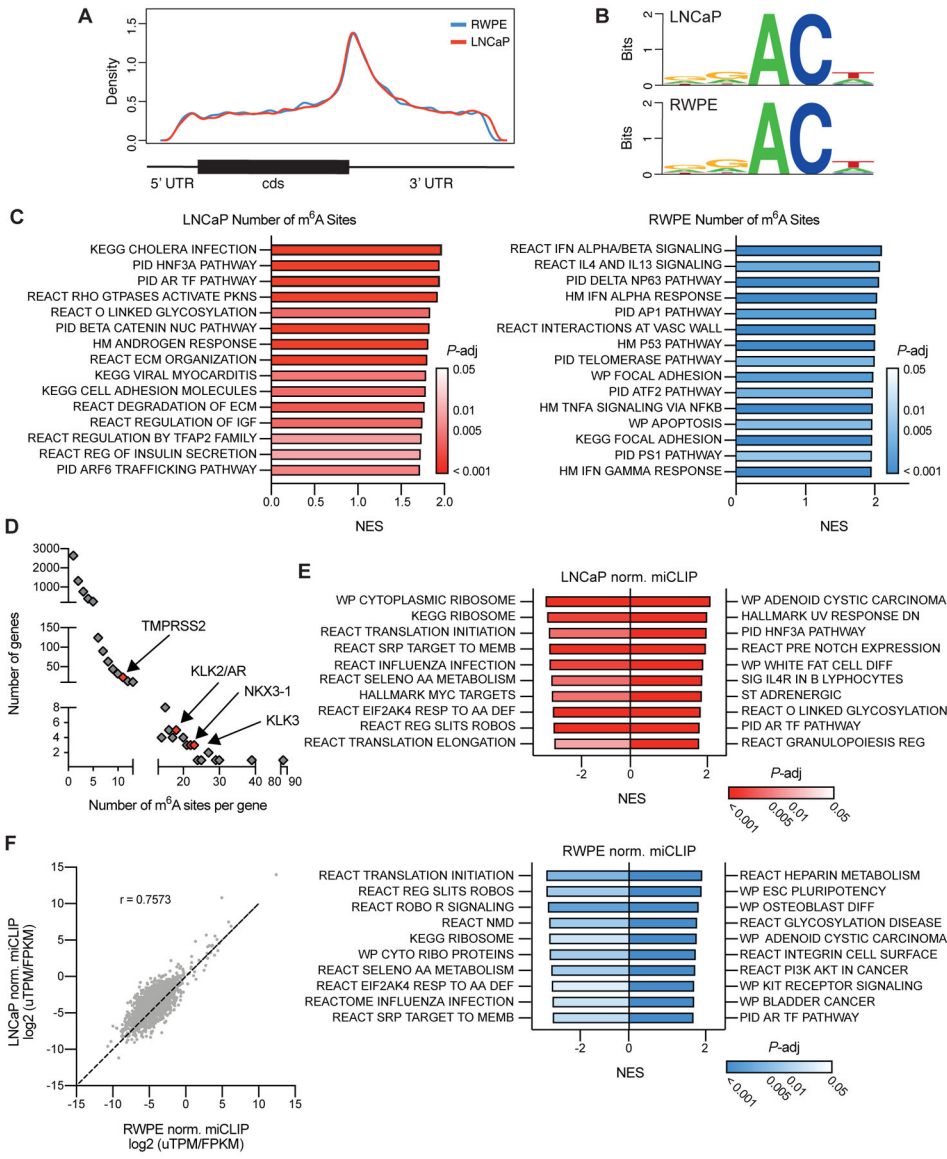 A
RWPE
LNCaP
Density
0.0
0.5
1.0
1.5
5' UTR
cds
3' UTR
B
LNCaP
Bits
2
1
0
AC
RWPE
Bits
2
1
0
AC
C
LNCaP Number of m6A Sites
KEGG CHOLERA INFECTION
PID HNF3A PATHWAY
PID AR TF PATHWAY
REACT RHO GTPASES ACTIVATE PKNS
REACT O LINKED GLYCOSYLATION
PID BETA CATENIN NUC PATHWAY
HM ANDROGEN RESPONSE
REACT ECM ORGANIZATION
KEGG VIRAL MYOCARDITIS
KEGG CELL ADHESION MOLECULES
REACT DEGRADATION OF ECM
REACT REGULATION OF IGF
REACT REGULATION BY TFAP2 FAMILY
REACT REG OF INSULIN SECRETION
PID ARF6 TRAFFICKING PATHWAY
0.0 0.5 1.0 1.5 2.0
NES
P-adj
0.05
0.01
0.005
< 0.001
RWPE Number of m6A Sites
REACT IFN ALPHA/BETA SIGNALING
REACT IL4 AND IL13 SIGNALING
PID DELTA NP63 PATHWAY
HM IFN ALPHA RESPONSE
PID AP1 PATHWAY
REACT INTERACTIONS AT VASC WALL
HM P53 PATHWAY
PID TELOMERASE PATHWAY
WP FOCAL ADHESION
PID ATF2 PATHWAY
HM TNFA SIGNALING VIA NFKB
WP APOPTOSIS
KEGG FOCAL ADHESION
PID PS1 PATHWAY
HM IFN GAMMA RESPONSE
0 1 2
NES
P-adj
0.05
0.01
0.005
< 0.001
D
Number of genes
3000
2000
1000
150
100
50
8
6
4
2
0
TMPRSS2
KLK2/AR
NKX3-1
KLK3
0 5 10 20 30 40 80 90
Number of m6A sites per gene
E
LNCaP norm. miCLIP
WP CYTOPLASMIC RIBOSOME
KEGG RIBOSOME
REACT TRANSLATION INITIATION
REACT SRP TARGET TO MEMB
REACT INFLUENZA INFECTION
REACT SELENO AA METABOLISM
HALLMARK MYC TARGETS
REACT EIF2AK4 RESP TO AA DEF
REACT REG SLITS ROBOS
REACT TRANSLATION ELONGATION
WP ADENOID CYSTIC CARCINOMA
HALLMARK UV RESPONSE DN
PID HNF3A PATHWAY
REACT PRE NOTCH EXPRESSION
WP WHITE FAT CELL DIFF
SIG IL4R IN B LYPHOCYTES
ST ADRENERGIC
REACT O LINKED GLYCOSYLATION
PID AR TF PATHWAY
REACT GRANULOPOIESIS REG
-2 0 2
NES
P-adj
< 0.001
0.005
0.01
0.05
RWPE norm. miCLIP
REACT TRANSLATION INITIATION
REACT REG SLITS ROBOS
REACT ROBO R SIGNALING
REACT NMD
KEGG RIBOSOME
WP CYTO RIBO PROTEINS
REACT SELENO AA METABOLISM
REACT EIF2AK4 RESP TO AA DEF
REACTOME INFLUENZA INFECTION
REACT SRP TARGET TO MEMB
REACT HEPARIN METABOLISM
WP ESC PLURIPOTENCY
WP OSTEOBLAST DIFF
REACT GLYCOSYLATION DISEASE
WP ADENOID CYSTIC CARCINOMA
REACT INTEGRIN CELL SURFACE
REACT PI3K AKT IN CANCER
WP KIT RECEPTOR SIGNALING
WP BLADDER CANCER
PID AR TF PATHWAY
-2 0 2
NES
P-adj
< 0.001
0.005
0.01
0.05
F
LNCaP norm. miCLIP
log2 (uTPM/FPKM)
15
10
5
0
-5
-10
15
r = 0.7573
-15 -10 -5 0 5 10 15
RWPE norm. miCLIP
log2 (uTPM/FPKM)